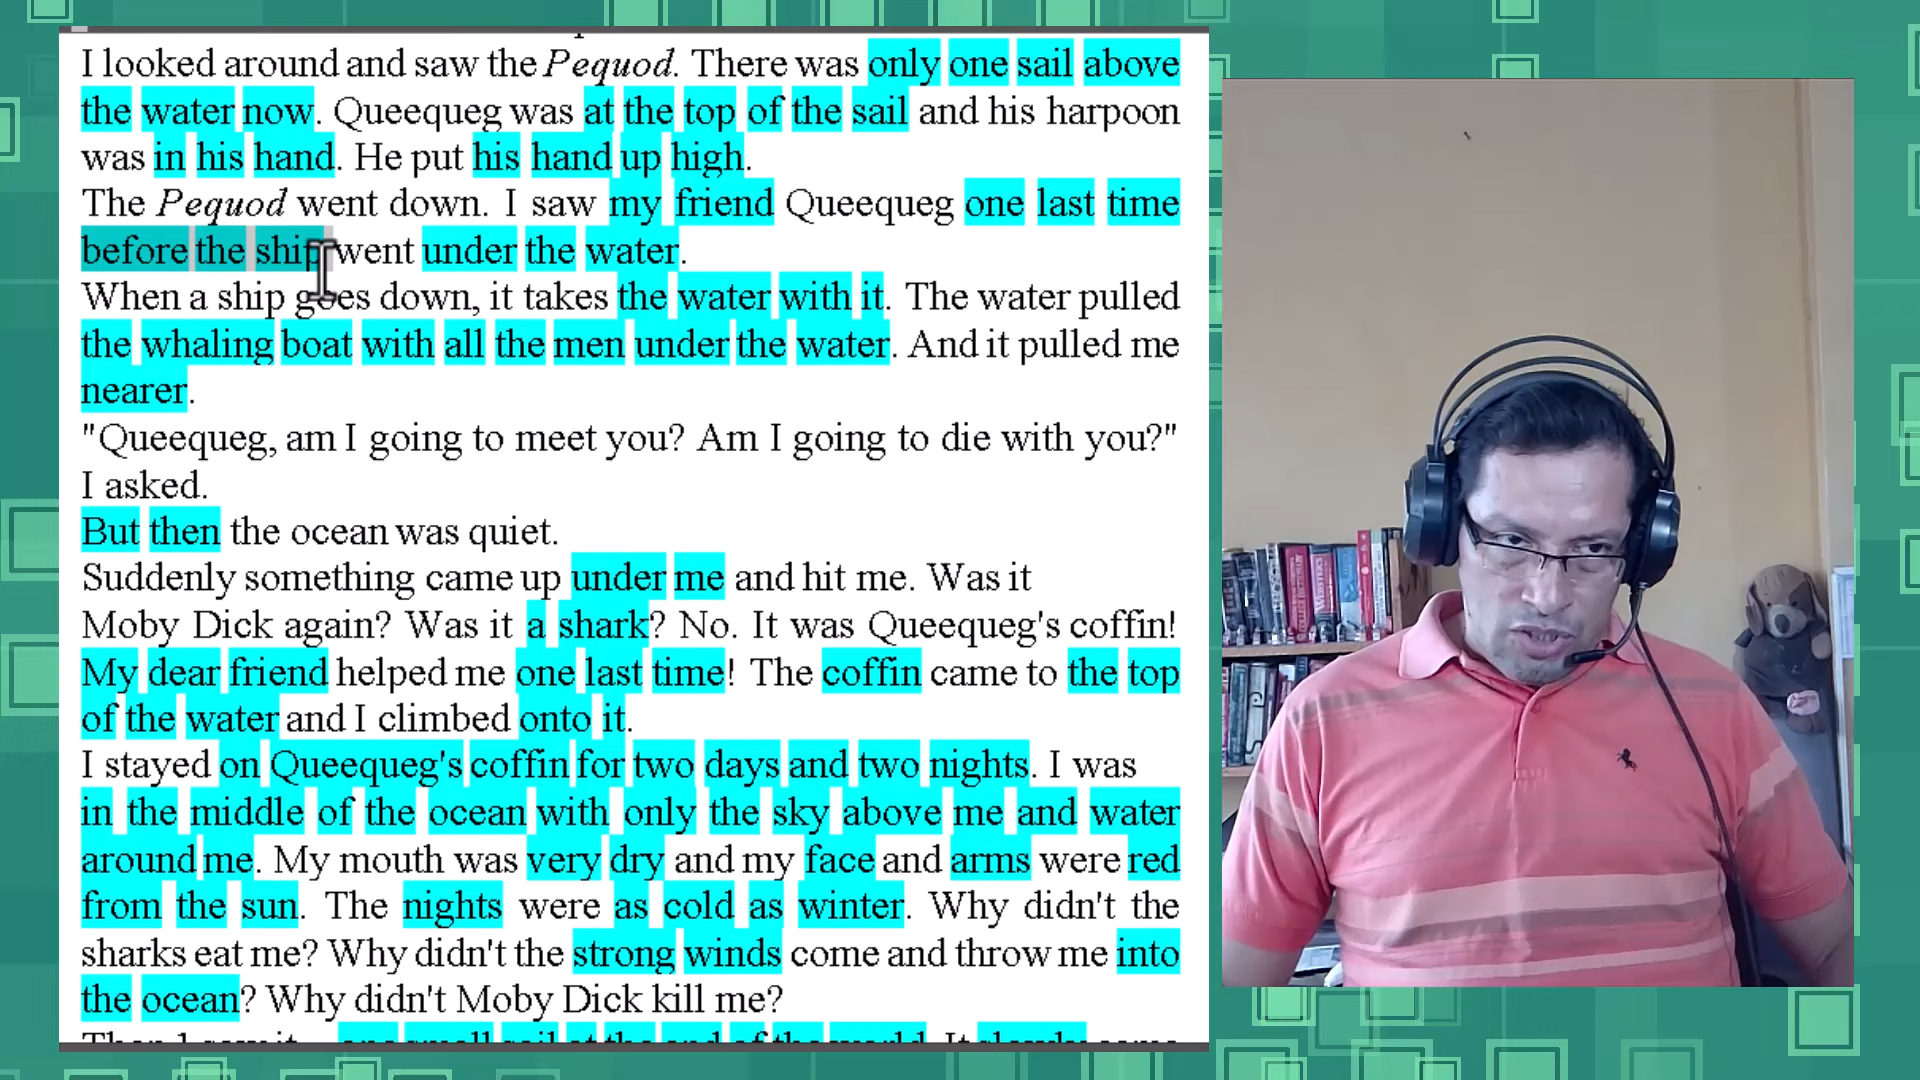 I looked around and saw the Pequod. There was only one sail above
the water now. Queequeg was at the top of the sail and his harpoon
was in his hand. He put his hand up high.
The Pequod went down. I saw my friend Queequeg one last time
before the ship went under the water.
When a ship goes down, it takes the water with it. The water pulled
the whaling boat with all the men under the water. And it pulled me
nearer.
"Queequeg, am I going to meet you? Am I going to die with you?"
I asked.
But then the ocean was quiet.
Suddenly something came up under me and hit me. Was it
Moby Dick again? Was it a shark? No. It was Queequeg's coffin!
My dear friend helped me one last time! The coffin came to the top
of the water and I climbed onto it.
I stayed on Queequeg's coffin for two days and two nights. I was
in the middle of the ocean with only the sky above me and water
around me. My mouth was very dry and my face and arms were red
from the sun. The nights were as cold as winter. Why didn't the
sharks eat me? Why didn't the strong winds come and throw me into
the ocean? Why didn't Moby Dick kill me?